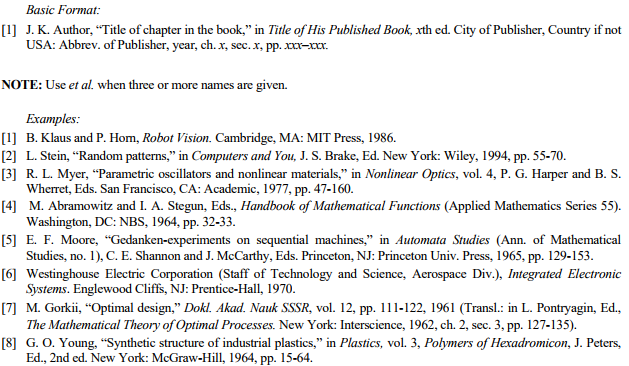 Basic Format:
[1] J. K. Author, “Title of chapter in the book,” in Title of His Published Book, xth ed. City of Publisher, Country if not
USA: Abbrev. of Publisher, year, ch. x, sec. x, pp. xxx–xxx.
NOTE: Use et al. when three or more names are given.
Examples:
[1] B. Klaus and P. Horn, Robot Vision. Cambridge, MA: MIT Press, 1986.
[2] L. Stein, “Random patterns,” in Computers and You, J. S. Brake, Ed. New York: Wiley, 1994, pp. 55-70.
[3] R. L. Myer, “Parametric oscillators and nonlinear materials,” in Nonlinear Optics, vol. 4, P. G. Harper and B. S.
Wherret, Eds. San Francisco, CA: Academic, 1977, pp. 47-160.
[4] M. Abramowitz and I. A. Stegun, Eds., Handbook of Mathematical Functions (Applied Mathematics Series 55).
Washington, DC: NBS, 1964, pp. 32-33.
[5] E. F. Moore, “Gedanken-experiments on sequential machines,” in Automata Studies (Ann. of Mathematical
Studies, no. 1), C. E. Shannon and J. McCarthy, Eds. Princeton, NJ: Princeton Univ. Press, 1965, pp. 129-153.
[6] Westinghouse Electric Corporation (Staff of Technology and Science, Aerospace Div.), Integrated Electronic
Systems. Englewood Cliffs, NJ: Prentice-Hall, 1970.
[7] M. Gorkii, “Optimal design,” Dokl. Akad. Nauk SSSR, vol. 12, pp. 111-122, 1961 (Transl.: in L. Pontryagin, Ed.,
The Mathematical Theory of Optimal Processes. New York: Interscience, 1962, ch. 2, sec. 3, pp. 127-135).
[8] G. O. Young, “Synthetic structure of industrial plastics,” in Plastics, vol. 3, Polymers of Hexadromicon, J. Peters,
Ed., 2nd ed. New York: McGraw-Hill, 1964, pp. 15-64.